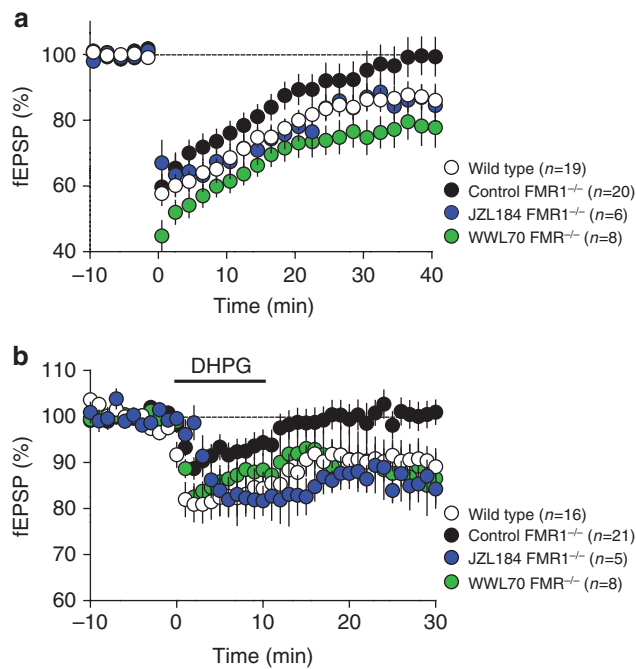 a
100
80
60
40
fEPSP (%)
–10
0
10
20
30
40
Time (min)
Wild type (n=19)
Control FMR1–/– (n=20)
JZL184 FMR1–/– (n=6)
WWL70 FMR–/– (n=8)
b
DHPG
110
100
90
80
70
60
fEPSP (%)
–10
0
10
20
30
Time (min)
Wild type (n=16)
Control FMR1–/– (n=21)
JZL184 FMR1–/– (n=5)
WWL70 FMR–/– (n=8)